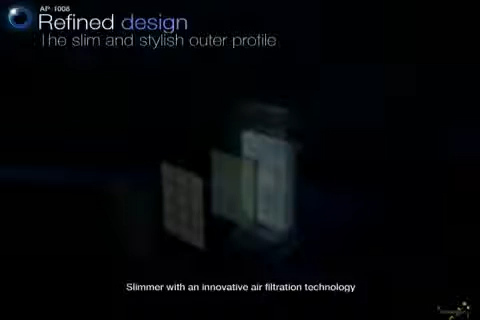 AP-1008
Refined design
The slim and stylish outer profile
Slimmer with an innovative air filtration technology